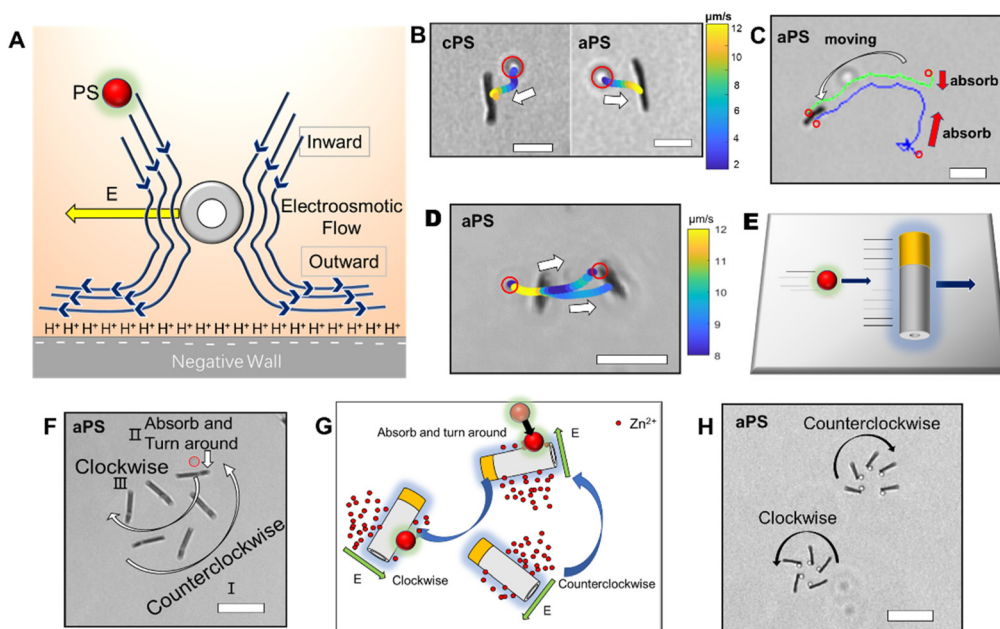 A
PS
Inward
E
Electroosmotic
Flow
Outward
H⁺ H⁺ H⁺ H⁺ H⁺ H⁺ H⁺ H⁺ H⁺ H⁺ H⁺ H⁺ H⁺ H⁺ H⁺ H⁺
Negative Wall
B
cPS
aPS
μm/s
12
10
8
6
4
2
C
aPS
moving
absorb
absorb
D
aPS
μm/s
12
11
10
9
8
E
F
aPS
II
Absorb and
Turn around
Clockwise
III
Counterclockwise
I
G
Zn²⁺
Absorb and turn around
E
E
Clockwise
Counterclockwise
E
H
aPS
Counterclockwise
Clockwise